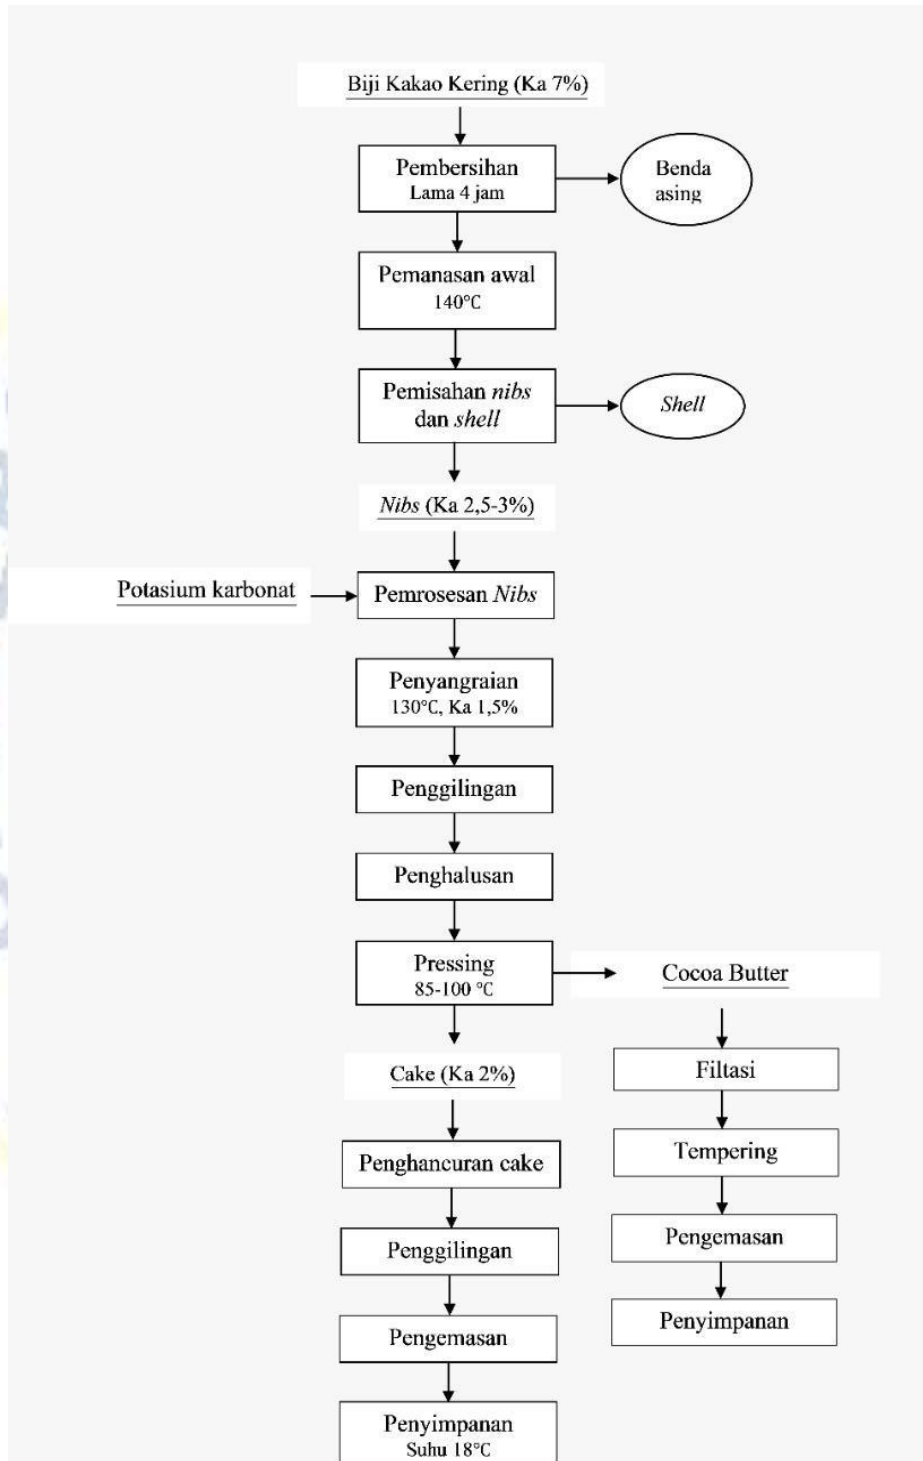 Biji Kakao Kering (Ka 7%)
Pembersihan
Lama 4 jam
Benda
asing
Pemanasan awal
140°C
Pemisahan nibs
dan shell
Shell
Nibs (Ka 2,5-3%)
Potasium karbonat
Pemrosesan Nibs
Penyangraian
130°C, Ka 1,5%
Penggilingan
Penghalusan
Pressing
85-100 °C
Cocoa Butter
Cake (Ka 2%)
Filtasi
Penghancuran cake
Tempering
Penggilingan
Pengemasan
Pengemasan
Penyimpanan
Penyimpanan
Suhu 18°C